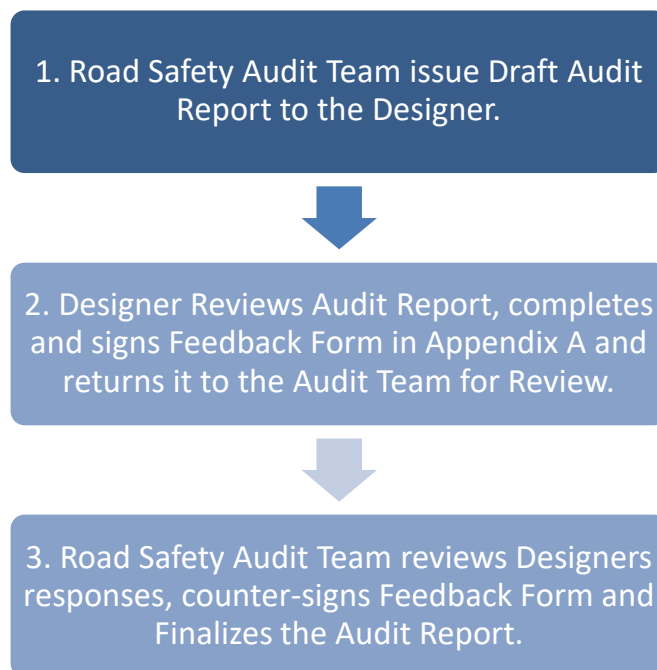 1. Road Safety Audit Team issue Draft Audit
Report to the Designer.
2. Designer Reviews Audit Report, completes
and signs Feedback Form in Appendix A and
returns it to the Audit Team for Review.
3. Road Safety Audit Team reviews Designers
responses, counter-signs Feedback Form and
Finalizes the Audit Report.